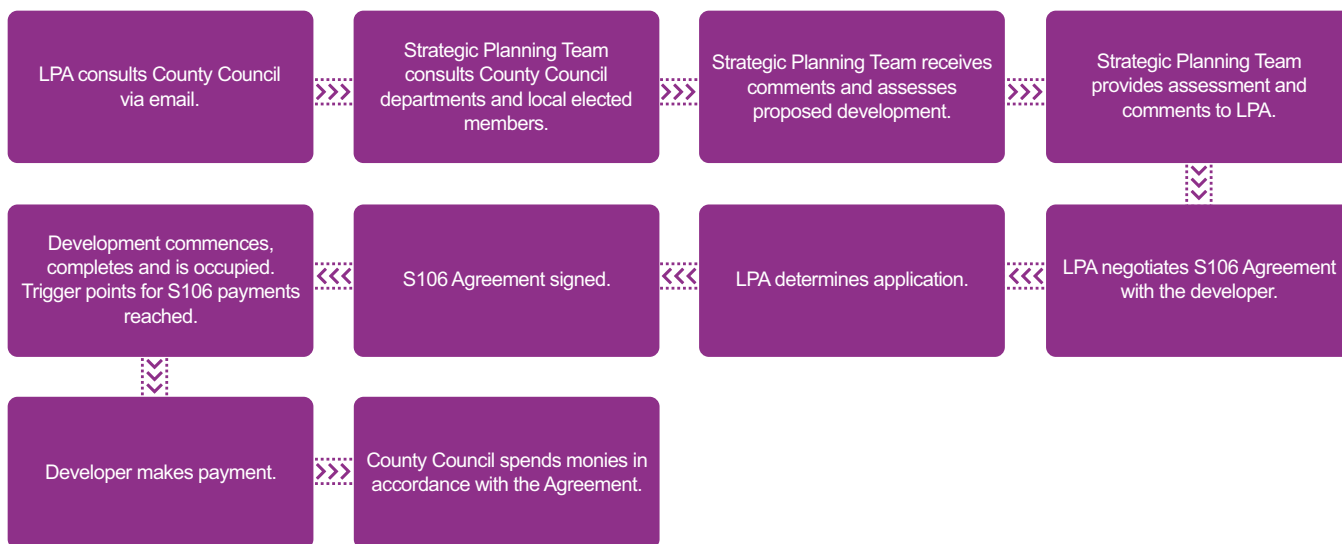 LPA consults County Council
via email.
Strategic Planning Team
consults County Council
departments and local elected
members.
Strategic Planning Team receives
comments and assesses
proposed development.
Strategic Planning Team
provides assessment and
comments to LPA.
LPA negotiates S106 Agreement
with the developer.
LPA determines application.
S106 Agreement signed.
Development commences,
completes and is occupied.
Trigger points for S106 payments
reached.
Developer makes payment.
County Council spends monies in
accordance with the Agreement.